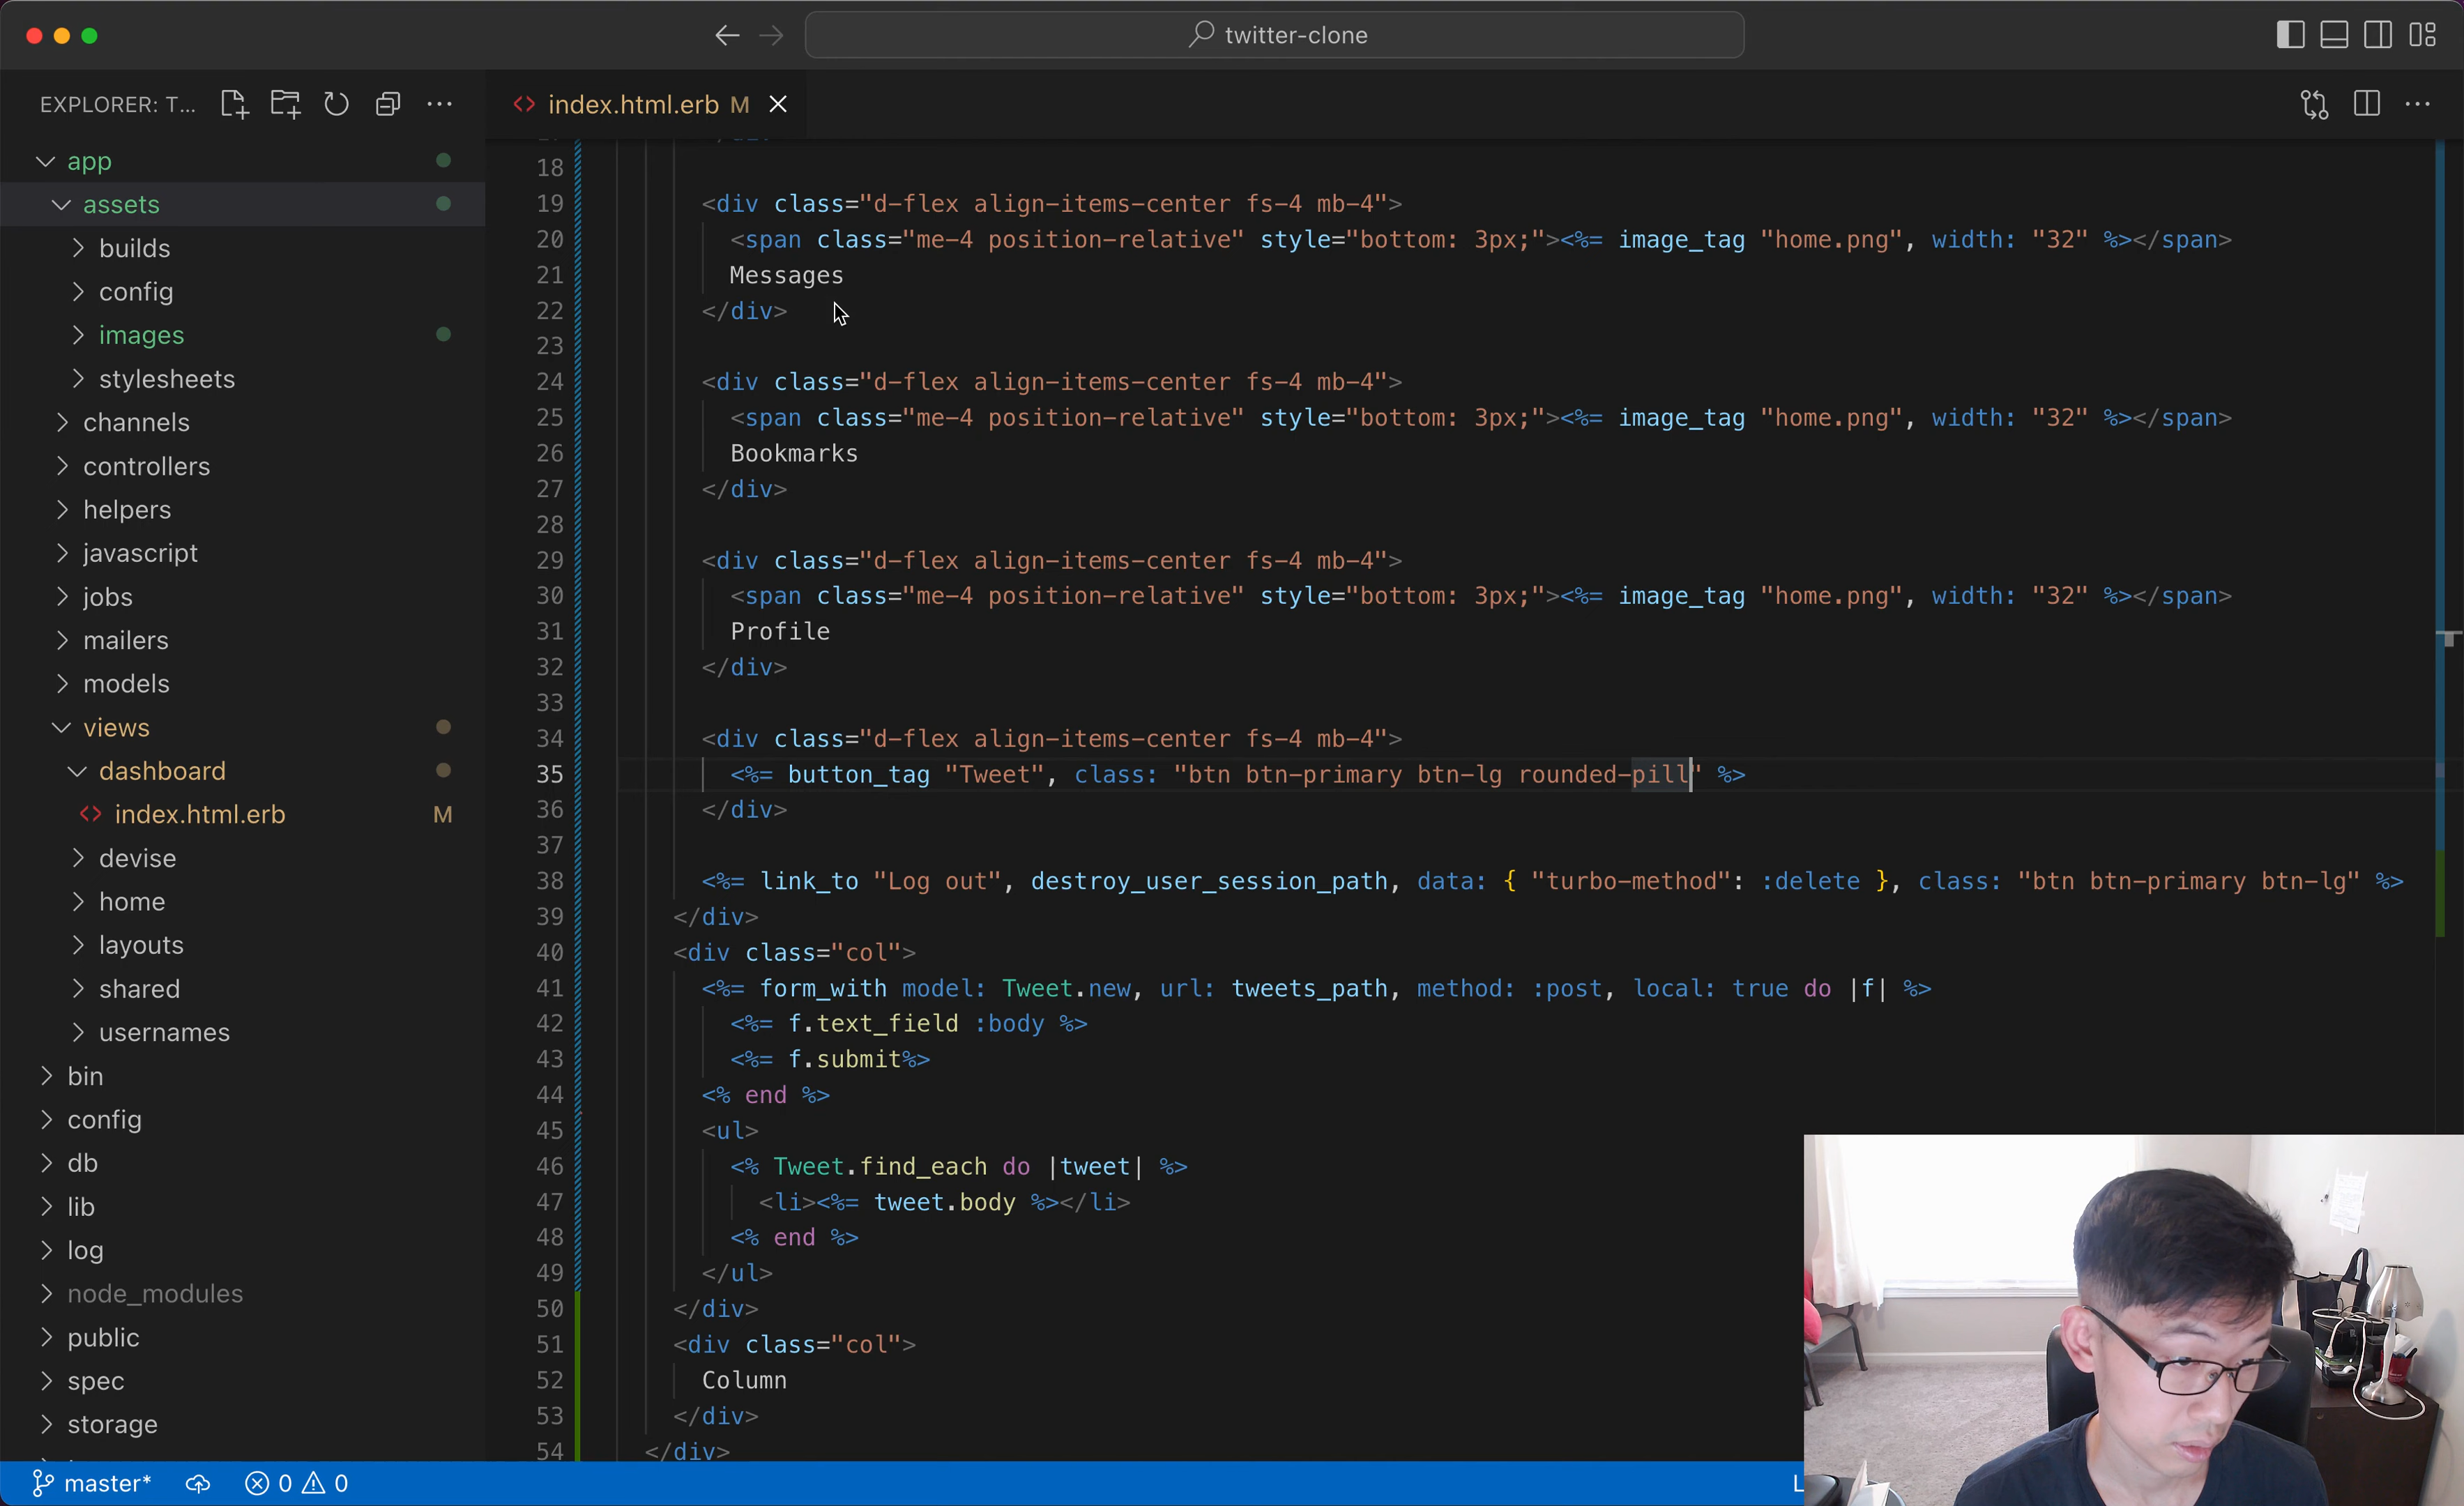 twitter-clone
EXPLORER: T...
index.html.erb M
app
assets
builds
config
images
stylesheets
channels
controllers
helpers
javascript
jobs
mailers
models
views
dashboard
index.html.erb M
devise
home
layouts
shared
usernames
bin
config
db
lib
log
node_modules
public
spec
storage
18
19 <div class="d-flex align-items-center fs-4 mb-4">
20 <span class="me-4 position-relative" style="bottom: 3px;"><%= image_tag "home.png", width: "32" %></span>
21 Messages
22 </div>
23
24 <div class="d-flex align-items-center fs-4 mb-4">
25 <span class="me-4 position-relative" style="bottom: 3px;"><%= image_tag "home.png", width: "32" %></span>
26 Bookmarks
27 </div>
28
29 <div class="d-flex align-items-center fs-4 mb-4">
30 <span class="me-4 position-relative" style="bottom: 3px;"><%= image_tag "home.png", width: "32" %></span>
31 Profile
32 </div>
33
34 <div class="d-flex align-items-center fs-4 mb-4">
35 <%= button_tag "Tweet", class: "btn btn-primary btn-lg rounded-pill" %>
36 </div>
37
38 <%= link_to "Log out", destroy_user_session_path, data: { "turbo-method": :delete }, class: "btn btn-primary btn-lg" %>
39 </div>
40 <div class="col">
41 <%= form_with model: Tweet.new, url: tweets_path, method: :post, local: true do |f| %>
42 <%= f.text_field :body %>
43 <%= f.submit%>
44 <% end %>
45 <ul>
46 <% Tweet.find_each do |tweet| %>
47 <li><%= tweet.body %></li>
48 <% end %>
49 </ul>
50 </div>
51 <div class="col">
52 Column
53 </div>
54 </div>
master* 0 0